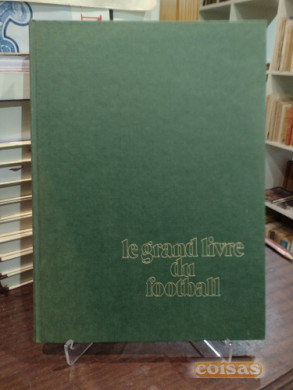 le grand livre
du
football
coisas